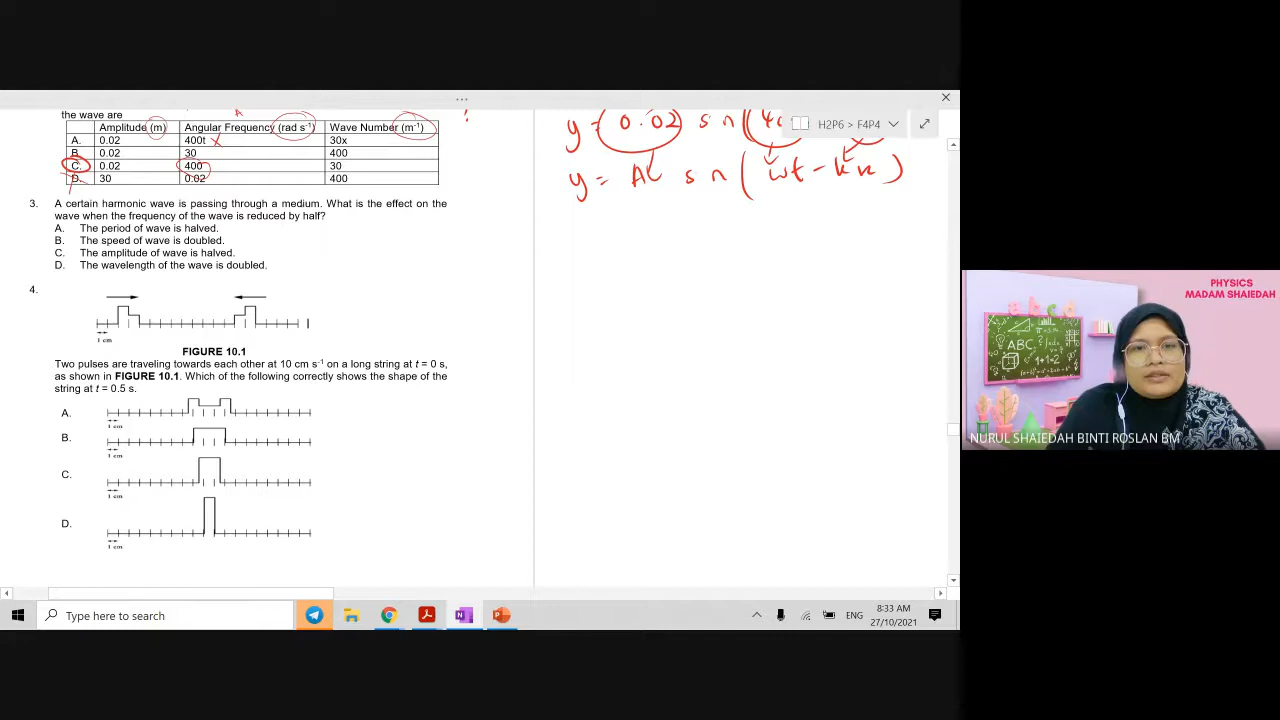 the wave are
Amplitude (m) Angular Frequency (rad s⁻¹) Wave Number (m⁻¹)
A. 0.02 400t 30x
B. 0.02 30 400
C. 0.02 400 30
D. 30 0.02 400
3. A certain harmonic wave is passing through a medium. What is the effect on the
wave when the frequency of the wave is reduced by half?
A. The period of wave is halved.
B. The speed of wave is doubled.
C. The amplitude of wave is halved.
D. The wavelength of the wave is doubled.
4.
1 cm
FIGURE 10.1
Two pulses are traveling towards each other at 10 cm s⁻¹ on a long string at t = 0 s,
as shown in FIGURE 10.1. Which of the following correctly shows the shape of the
string at t = 0.5 s.
A.
1 cm
B.
1 cm
C.
1 cm
D.
1 cm
y = 0.02 sin(
y = A sin(ωt - kx)
H2P6 > F4P4
PHYSICS
MADAM SHAIEDAH
a b c d
ABC
1+1=2
NURUL SHAIEDAH BINTI ROSLAN BM
Type here to search
ENG
8:33 AM
27/10/2021